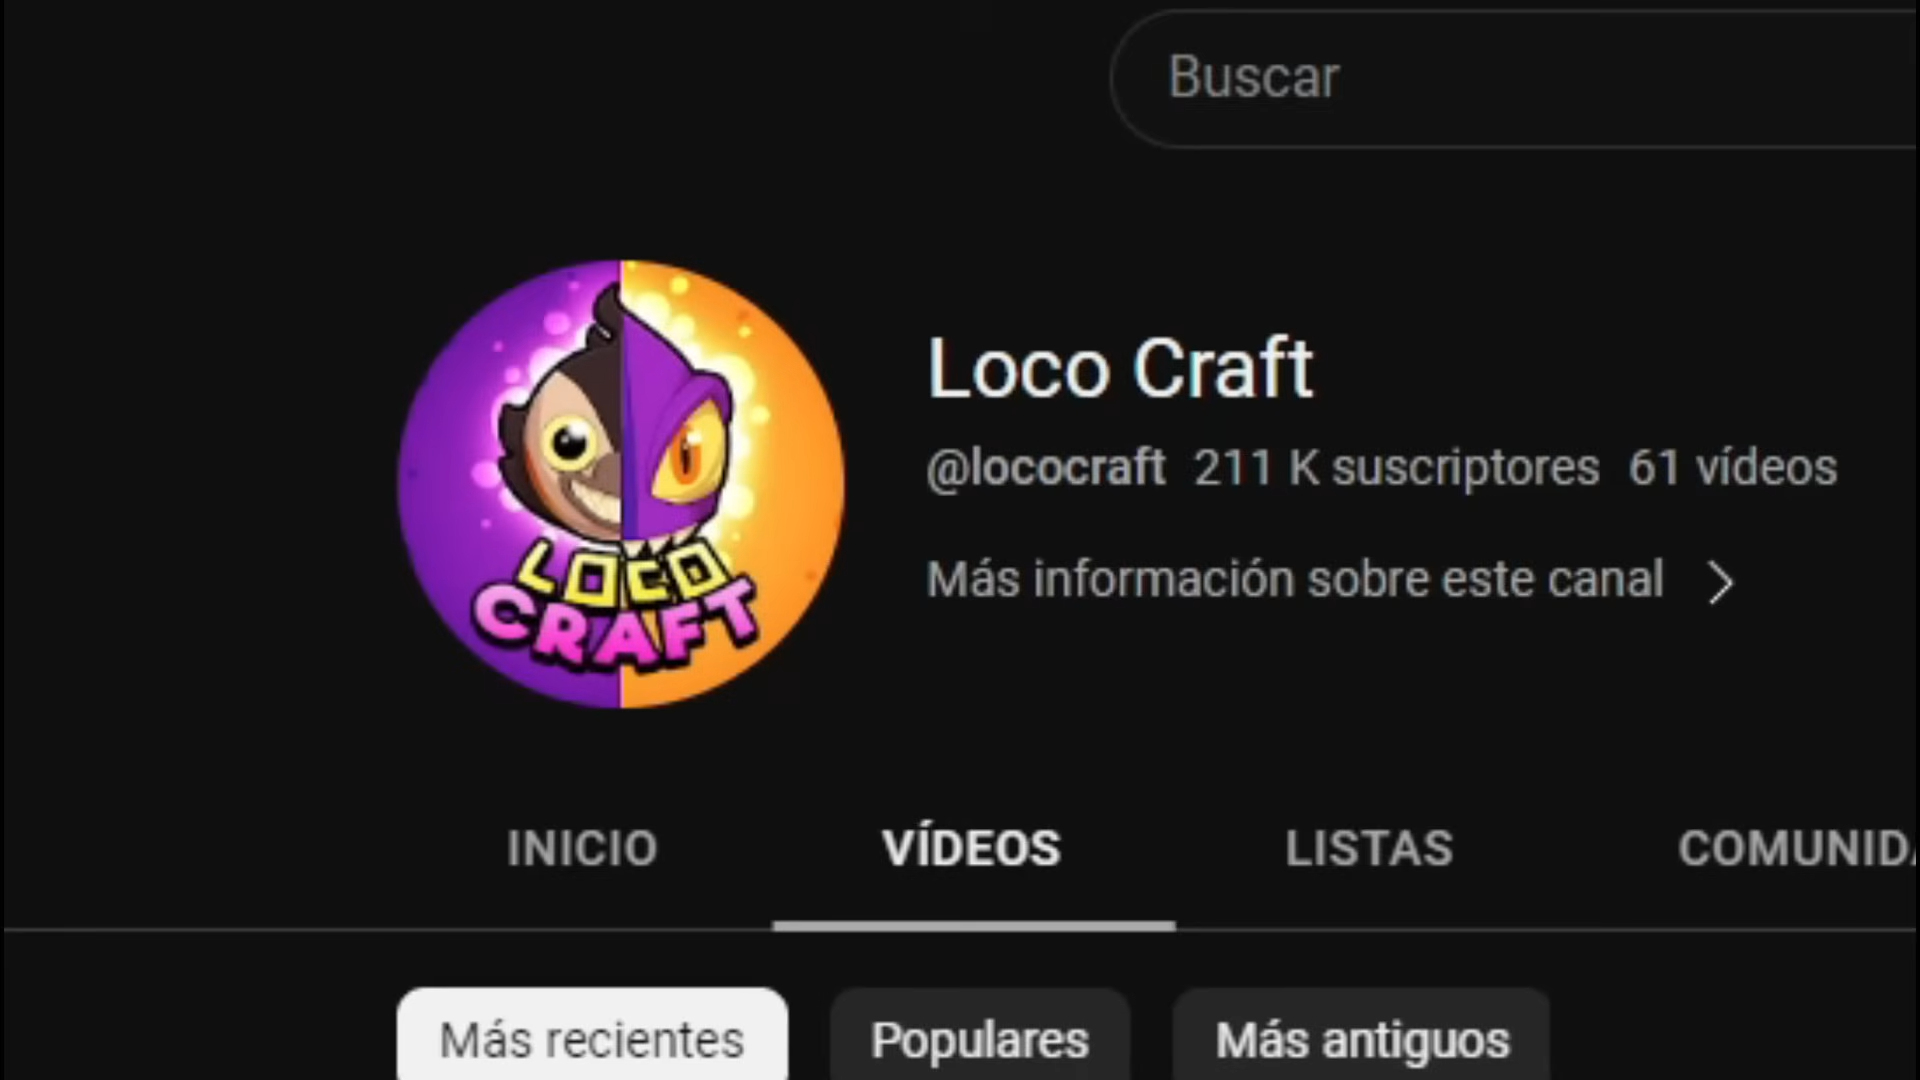 Buscar
LOCO
CRAFT
Loco Craft
@lococraft 211 K suscriptores 61 vídeos
Más información sobre este canal
INICIO VÍDEOS LISTAS COMUNIDA
Más recientes Populares Más antiguos